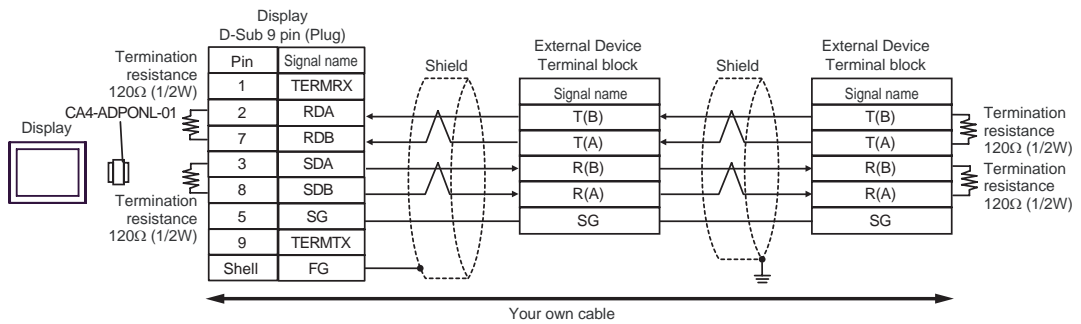 Display
D-Sub 9 pin (Plug)
Termination
resistance
120Ω (1/2W)
CA4-ADPONL-01
Display
Termination
resistance
120Ω (1/2W)
Pin Signal name
1 TERMRX
2 RDA
7 RDB
3 SDA
8 SDB
5 SG
9 TERMTX
Shell FG
Shield
External Device
Terminal block
Signal name
T(B)
T(A)
R(B)
R(A)
SG
Shield
External Device
Terminal block
Signal name
T(B)
T(A)
R(B)
R(A)
SG
Termination
resistance
120Ω (1/2W)
Termination
resistance
120Ω (1/2W)
Your own cable